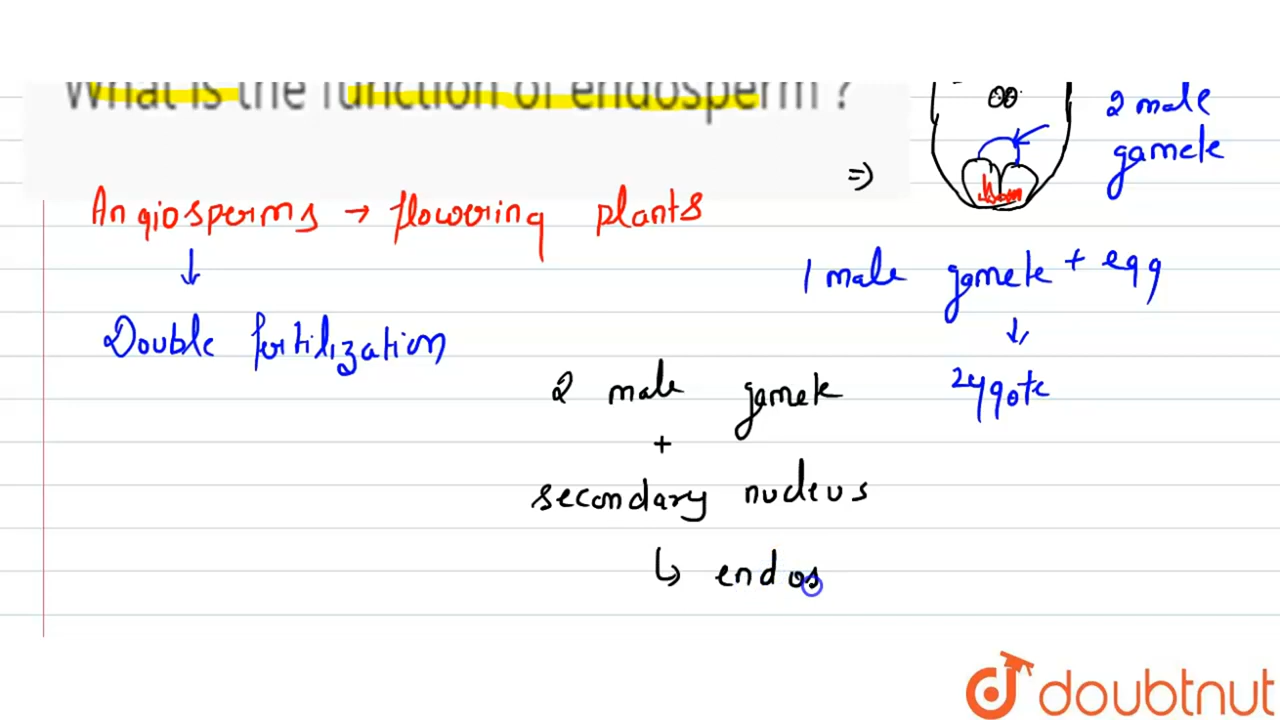 What is the function of endosperm ?
2 male
gamete
⇒
Angiosperms → flowering plants
↓
1 male gamete + egg
↓
Double fertilization
zygote
2 male gamete
+
secondary nucleus
↳ endos
doubtnut